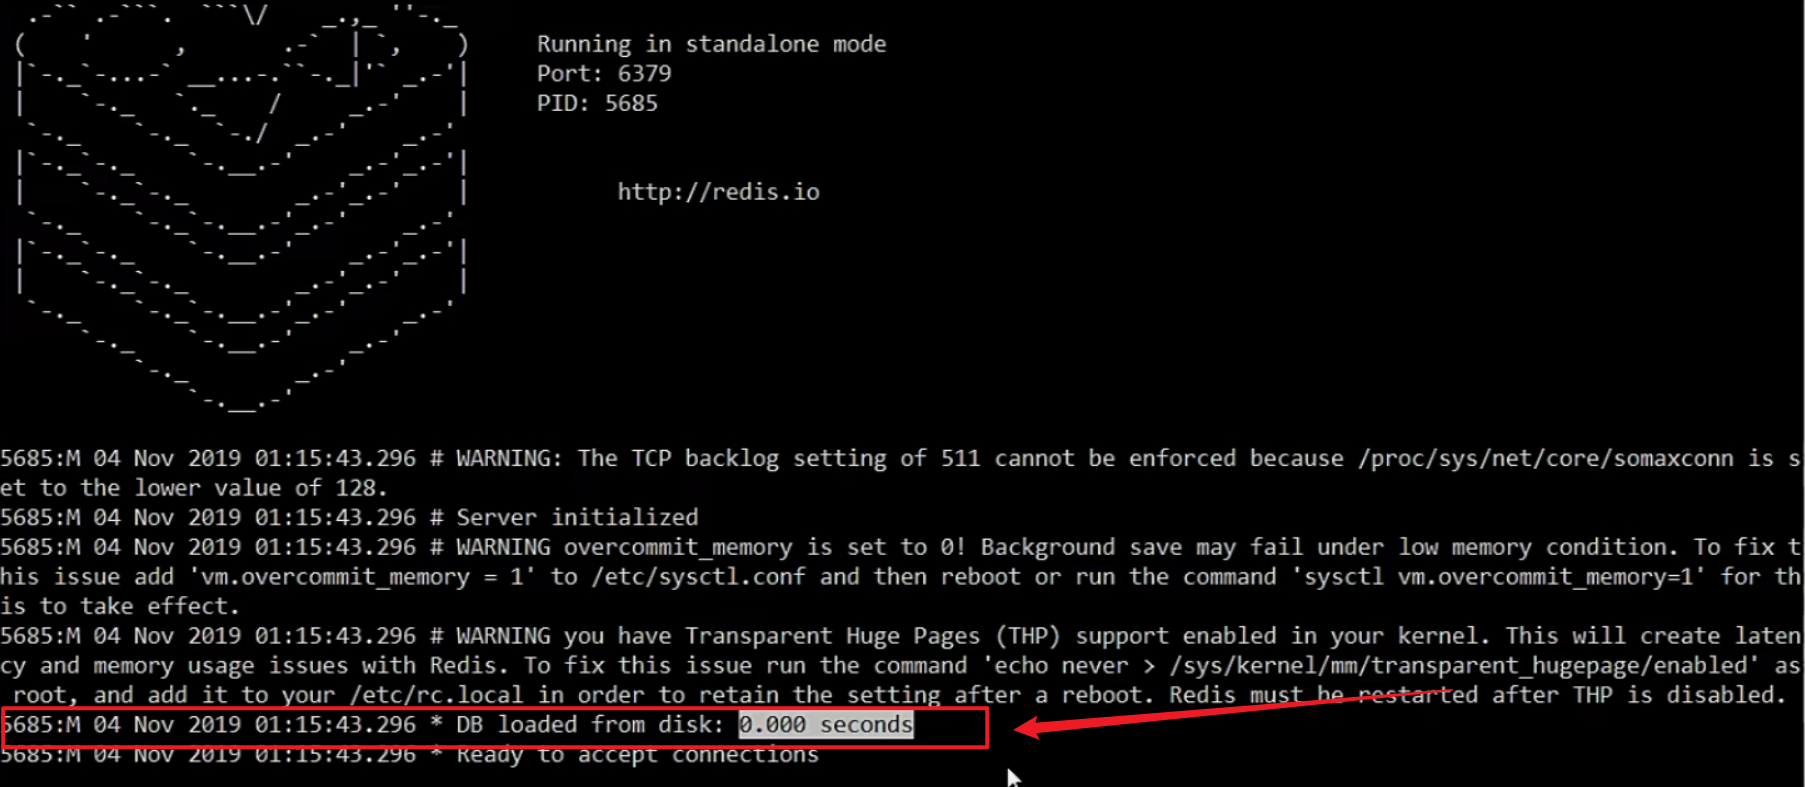 Running in standalone mode
Port: 6379
PID: 5685
http://redis.io
5685:M 04 Nov 2019 01:15:43.296 # WARNING: The TCP backlog setting of 511 cannot be enforced because /proc/sys/net/core/somaxconn is s
et to the lower value of 128.
5685:M 04 Nov 2019 01:15:43.296 # Server initialized
5685:M 04 Nov 2019 01:15:43.296 # WARNING overcommit_memory is set to 0! Background save may fail under low memory condition. To fix t
his issue add 'vm.overcommit_memory = 1' to /etc/sysctl.conf and then reboot or run the command 'sysctl vm.overcommit_memory=1' for th
is to take effect.
5685:M 04 Nov 2019 01:15:43.296 # WARNING you have Transparent Huge Pages (THP) support enabled in your kernel. This will create laten
cy and memory usage issues with Redis. To fix this issue run the command 'echo never > /sys/kernel/mm/transparent_hugepage/enabled' as
 root, and add it to your /etc/rc.local in order to retain the setting after a reboot. Redis must be restarted after THP is disabled.
5685:M 04 Nov 2019 01:15:43.296 * DB loaded from disk: 0.000 seconds
5685:M 04 Nov 2019 01:15:43.296 * Ready to accept connections